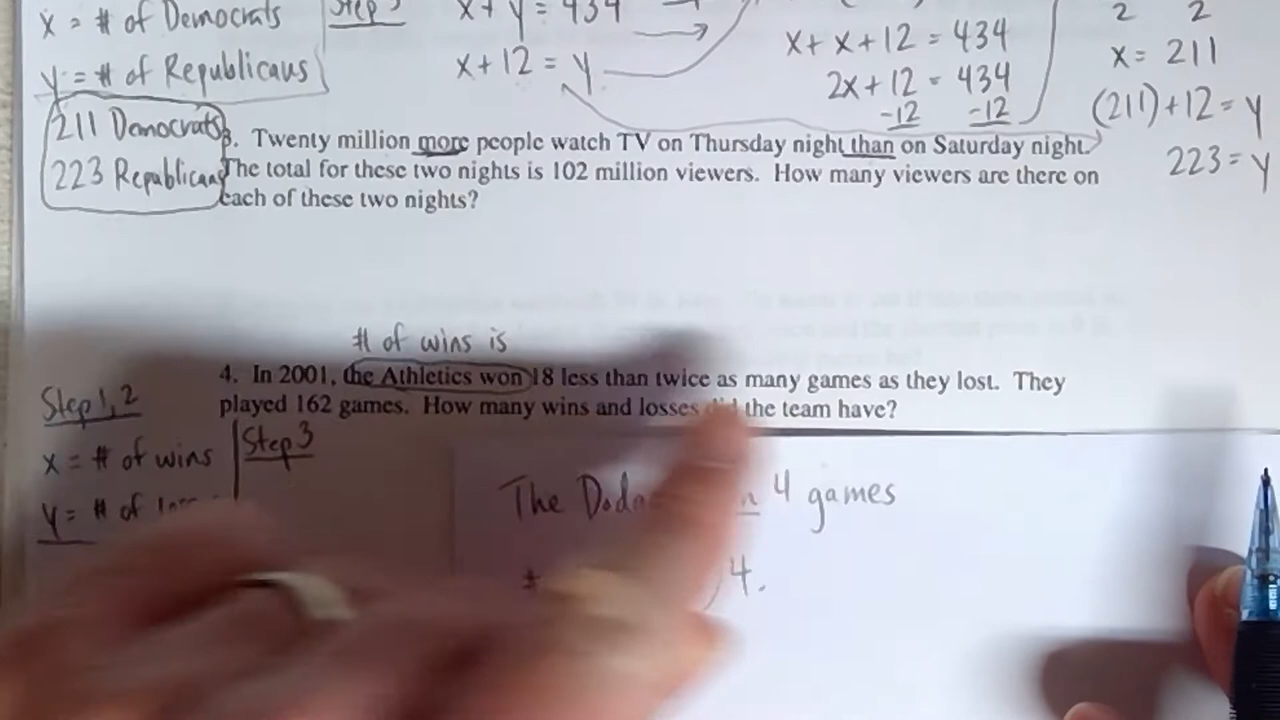 x = # of Democrats
y = # of Republicans
Step 3
x + y = 434
x + 12 = y
x + x + 12 = 434
2x + 12 = 434
-12 -12
2 2
x = 211
(211) + 12 = y
223 = y
211 Democrats
223 Republicans
3. Twenty million more people watch TV on Thursday night than on Saturday night.
The total for these two nights is 102 million viewers. How many viewers are there on
each of these two nights?
# of wins is
4. In 2001, the Athletics won 18 less than twice as many games as they lost. They
played 162 games. How many wins and losses did the team have?
Step 1, 2
x = # of wins
y = # of
Step 3
The 4 games
4.